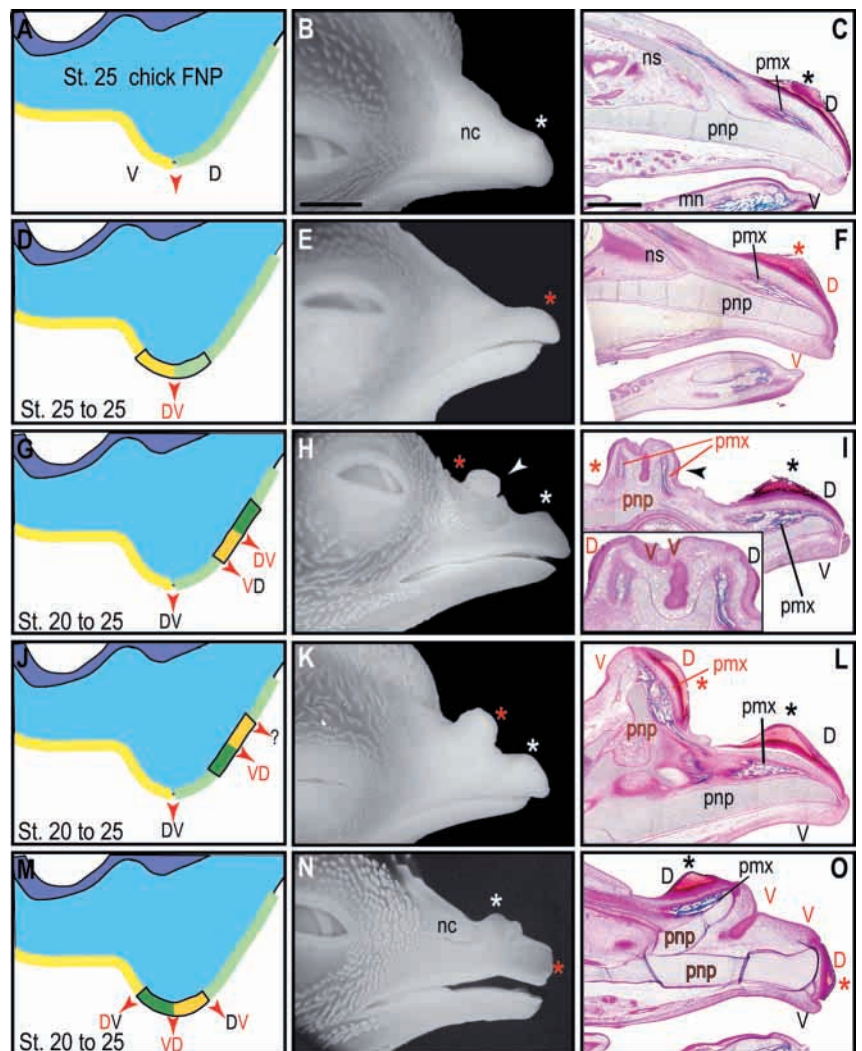 A
St. 25 chick FNP
V D
B
nc
*
C
ns
pmx
*
D
pnp
mn
V
D
St. 25 to 25
DV
E
*
F
ns
pmx
*
D
pnp
V
G
St. 20 to 25
DV
VD
DV
H
*
*
I
*
pmx
*
D
pnp
V
D V V D
pmx
J
St. 20 to 25
?
VD
DV
K
*
*
L
V
D
pmx
*
pnp
pmx
*
D
pnp
V
M
St. 20 to 25
DV
VD
DV
N
nc
*
*
O
D
*
pmx
V
V
pnp
pnp
D
*
V